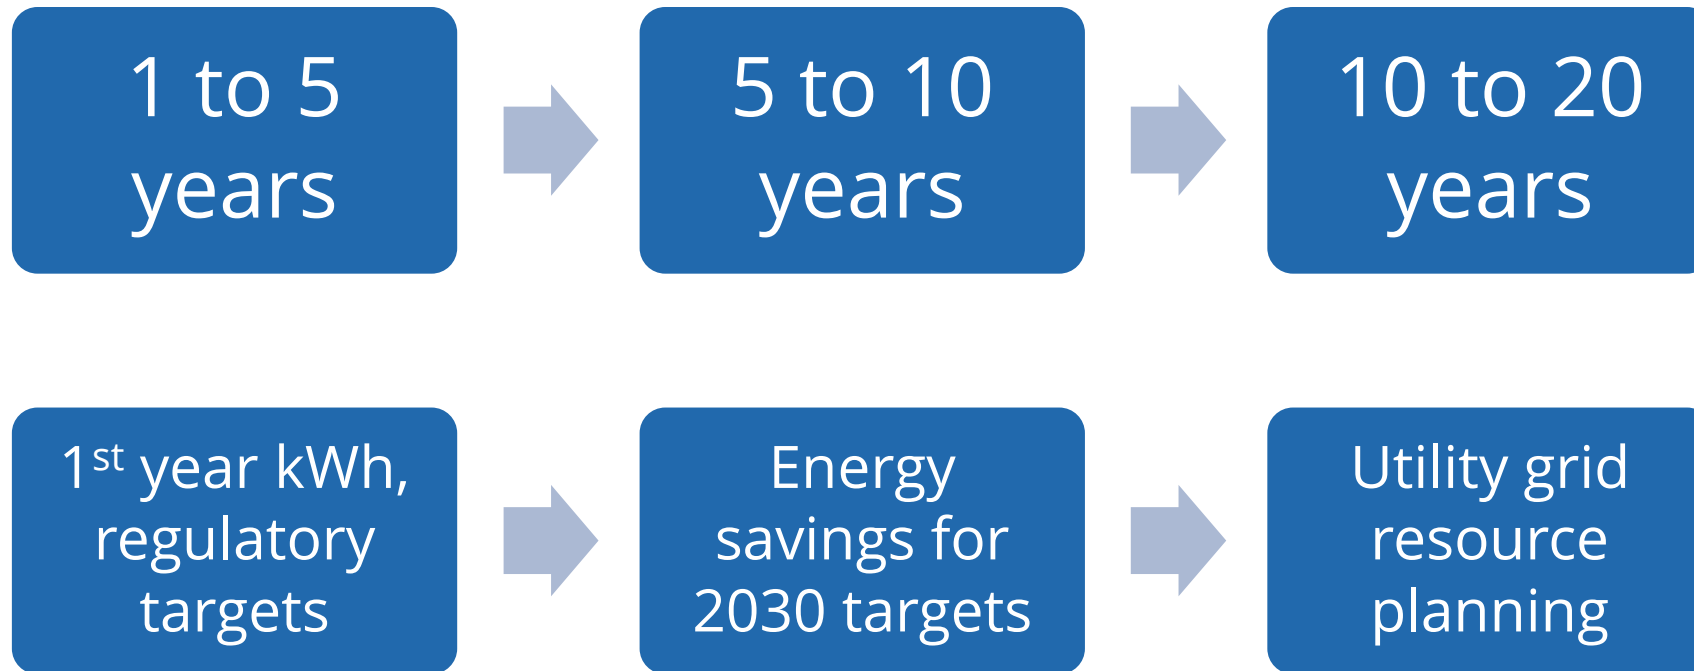 1 to 5
years
5 to 10
years
10 to 20
years
1st year kWh,
regulatory
targets
Energy
savings for
2030 targets
Utility grid
resource
planning